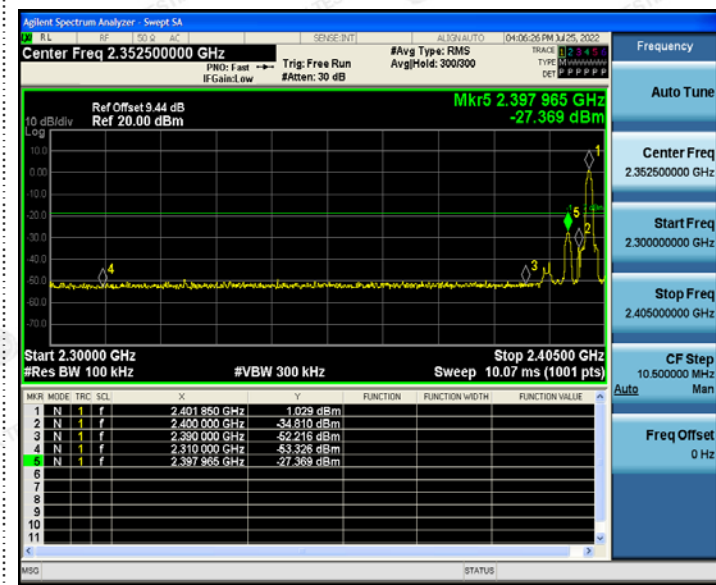 Agilent Spectrum Analyzer - Swept SA
RL RF 50 Ω AC SENSE:INT ALIGN AUTO 04:06:26 PM Jul 25, 2022
Center Freq 2.352500000 GHz
PNO: Fast
IFGain:Low
Trig: Free Run
#Atten: 30 dB
#Avg Type: RMS
Avg|Hold: 300/300
TRACE 1 2 3 4 5 6
TYPE M
DET P P P P P P
Ref Offset 9.44 dB
10 dB/div Ref 20.00 dBm
Log
Mkr5 2.397 965 GHz
-27.369 dBm
10.0
0.00
-10.0
-20.0
-30.0
-40.0
-50.0
-60.0
-70.0
1
5
2
3
4
Start 2.30000 GHz Stop 2.40500 GHz
#Res BW 100 kHz #VBW 300 kHz Sweep 10.07 ms (1001 pts)
MKR MODE TRC SCL X Y FUNCTION FUNCTION WIDTH FUNCTION VALUE
1 N 1 f 2.401 850 GHz 1.029 dBm
2 N 1 f 2.400 000 GHz -34.810 dBm
3 N 1 f 2.390 000 GHz -52.216 dBm
4 N 1 f 2.310 000 GHz -53.326 dBm
5 N 1 f 2.397 965 GHz -27.369 dBm
6
7
8
9
10
11
MSG STATUS
Frequency
Auto Tune
Center Freq
2.352500000 GHz
Start Freq
2.300000000 GHz
Stop Freq
2.405000000 GHz
CF Step
10.500000 MHz
Auto Man
Freq Offset
0 Hz